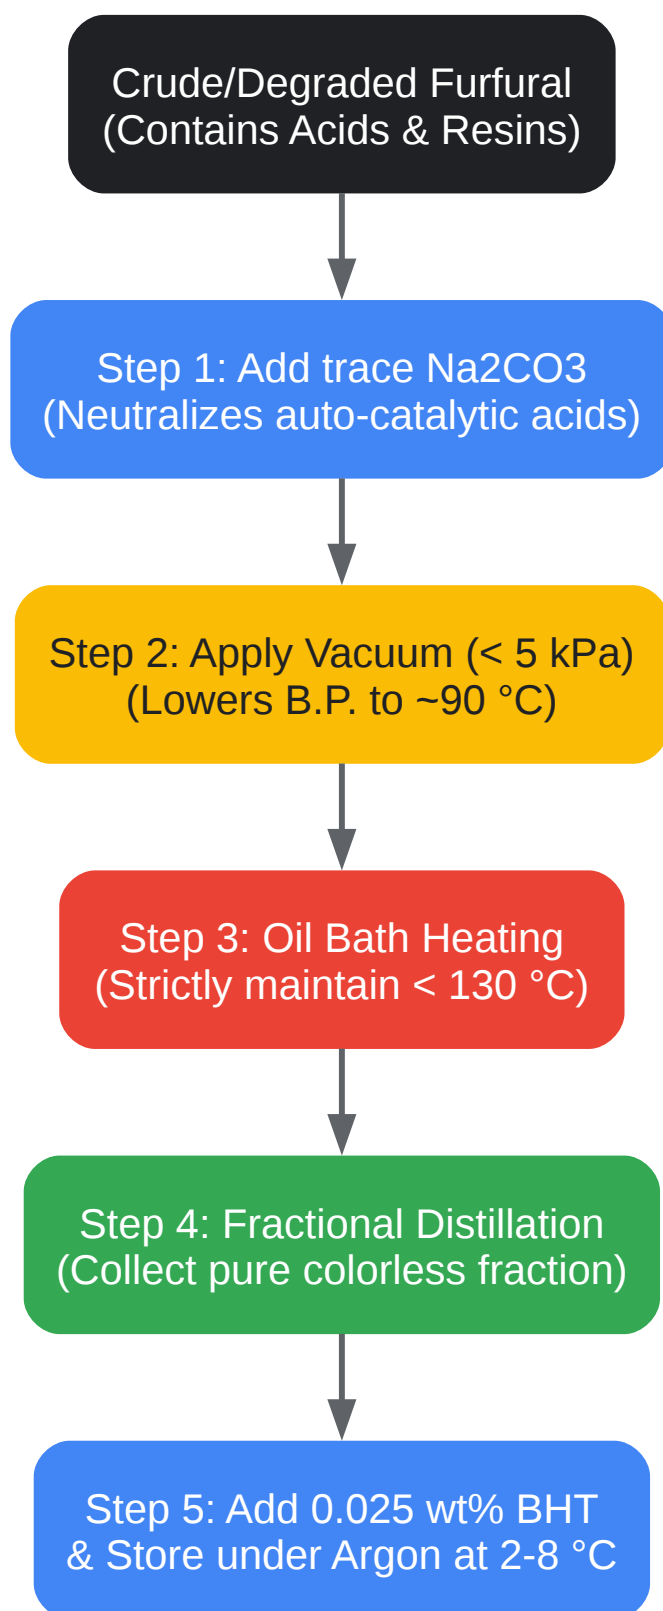 Crude/Degraded Furfural
(Contains Acids & Resins)
Step 1: Add trace Na2CO3
(Neutralizes auto-catalytic acids)
Step 2: Apply Vacuum (< 5 kPa)
(Lowers B.P. to ~90 °C)
Step 3: Oil Bath Heating
(Strictly maintain < 130 °C)
Step 4: Fractional Distillation
(Collect pure colorless fraction)
Step 5: Add 0.025 wt% BHT
& Store under Argon at 2-8 °C